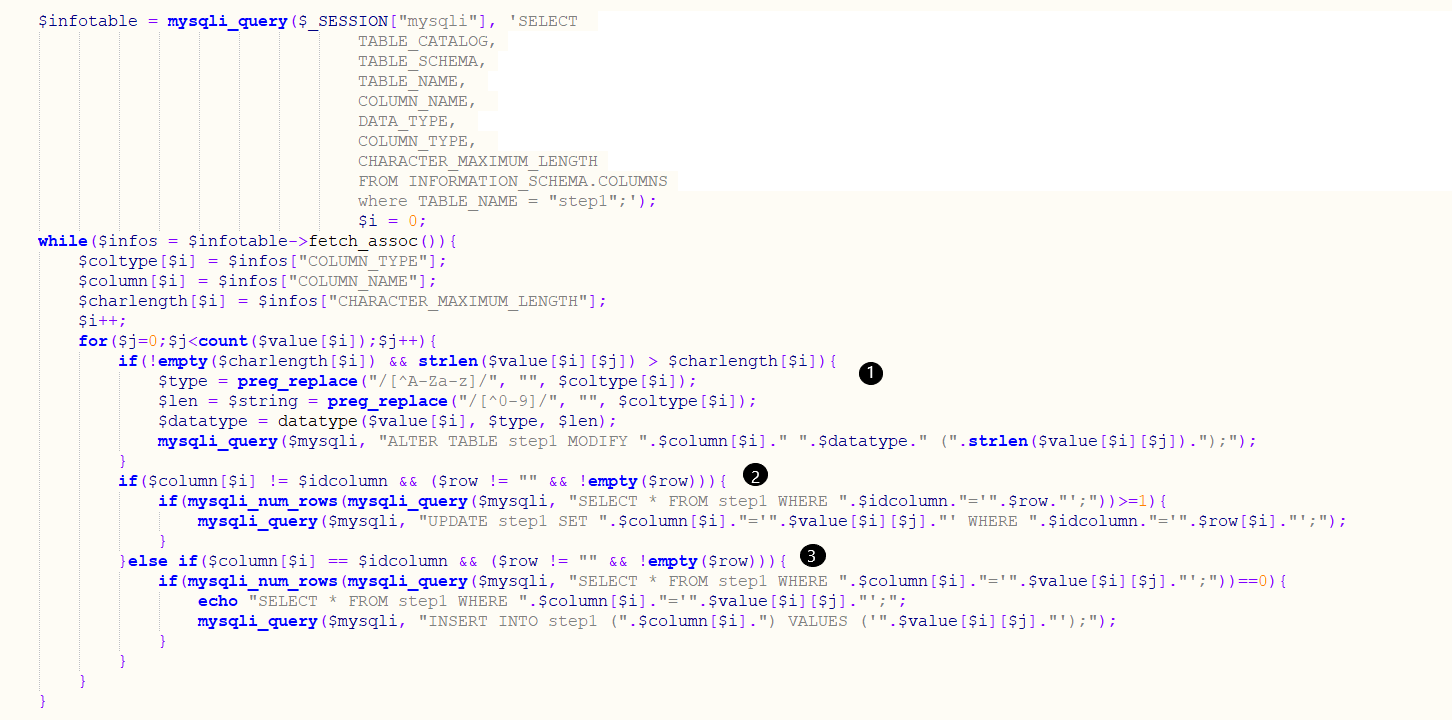 $infotable = mysqli_query($_SESSION["mysqli"], 'SELECT
TABLE_CATALOG,
TABLE_SCHEMA,
TABLE_NAME,
COLUMN_NAME,
DATA_TYPE,
COLUMN_TYPE,
CHARACTER_MAXIMUM_LENGTH
FROM INFORMATION_SCHEMA.COLUMNS
where TABLE_NAME = "step1";');
$i = 0;
while($infos = $infotable->fetch_assoc()){
$coltype[$i] = $infos["COLUMN_TYPE"];
$column[$i] = $infos["COLUMN_NAME"];
$charlength[$i] = $infos["CHARACTER_MAXIMUM_LENGTH"];
$i++;
for($j=0;$j<count($value[$i]);$j++){
if(!empty($charlength[$i]) && strlen($value[$i][$j]) > $charlength[$i]){ 1
$type = preg_replace("/[^A-Za-z]/", "", $coltype[$i]);
$len = $string = preg_replace("/[^0-9]/", "", $coltype[$i]);
$datatype = datatype($value[$i], $type, $len);
mysqli_query($mysqli, "ALTER TABLE step1 MODIFY ".$column[$i]." ".$datatype." (".strlen($value[$i][$j]).");");
}
if($column[$i] != $idcolumn && ($row != "" && !empty($row))){ 2
if(mysqli_num_rows(mysqli_query($mysqli, "SELECT * FROM step1 WHERE ".$idcolumn."='".$row."';"))>=1){
mysqli_query($mysqli, "UPDATE step1 SET ".$column[$i]."='".$value[$i][$j]."' WHERE ".$idcolumn."='".$row[$i]."';");
}
}else if($column[$i] == $idcolumn && ($row != "" && !empty($row))){ 3
if(mysqli_num_rows(mysqli_query($mysqli, "SELECT * FROM step1 WHERE ".$column[$i]."='".$value[$i][$j]."';"))==0){
echo "SELECT * FROM step1 WHERE ".$column[$i]."='".$value[$i][$j]."';";
mysqli_query($mysqli, "INSERT INTO step1 (".$column[$i].") VALUES ('".$value[$i][$j]."');");
}
}
}
}